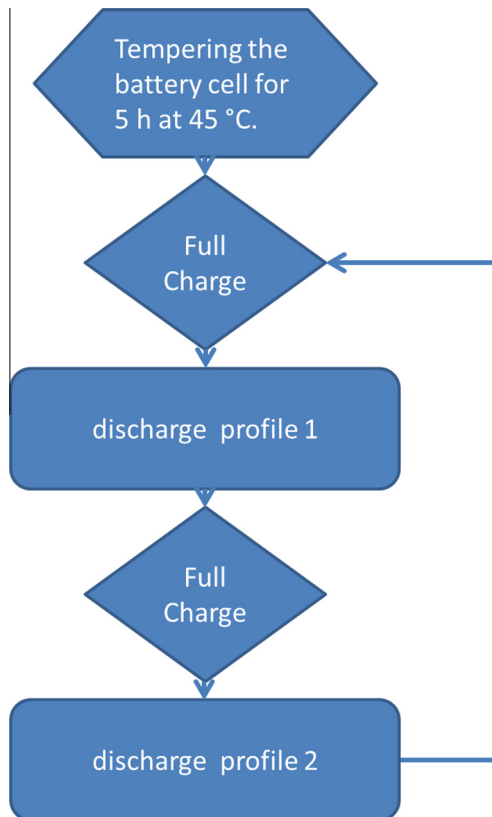 Tempering the
battery cell for
5 h at 45 °C.
Full
Charge
discharge profile 1
Full
Charge
discharge profile 2